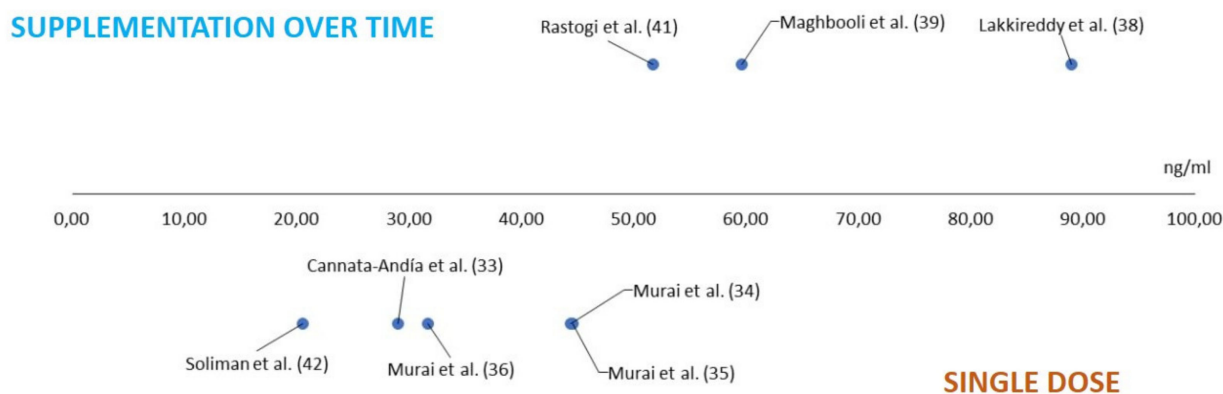 SUPPLEMENTATION OVER TIME
Rastogi et al. (41)
Maghbooli et al. (39)
Lakkireddy et al. (38)
ng/ml
0,00 10,00 20,00 30,00 40,00 50,00 60,00 70,00 80,00 90,00 100,00
Cannata-Andía et al. (33)
Murai et al. (34)
Soliman et al. (42)
Murai et al. (36)
Murai et al. (35)
SINGLE DOSE